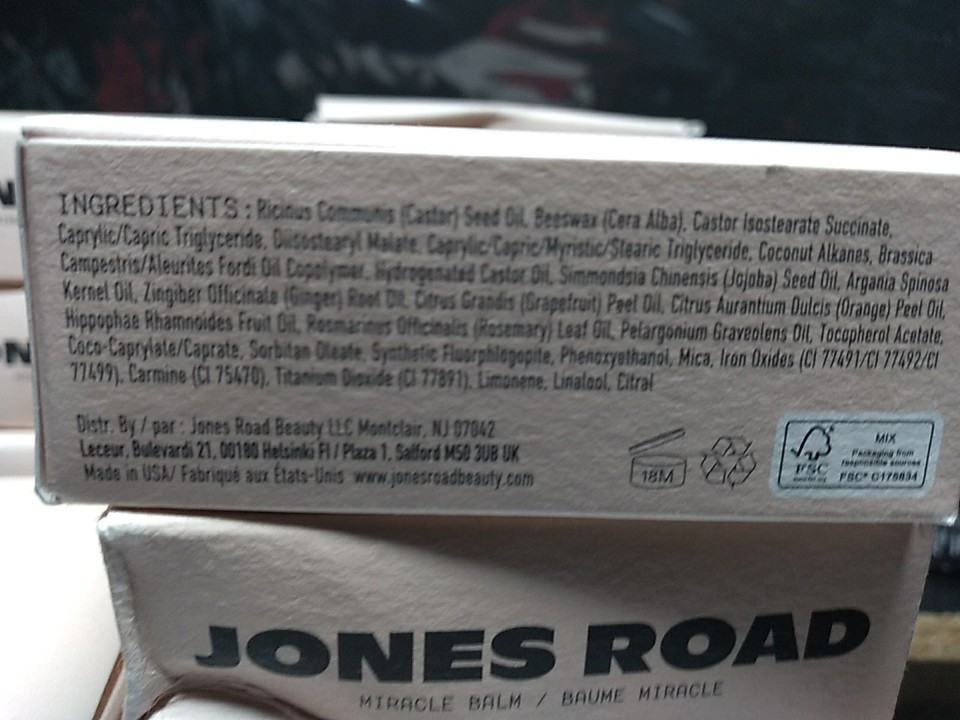 INGREDIENTS : Ricinus Communis (Castor) Seed Oil, Beeswax (Cera Alba), Castor Isostearate Succinate,
Caprylic/Capric Triglyceride, Diisostearyl Malate, Caprylic/Capric/Myristic/Stearic Triglyceride, Coconut Alkanes, Brassica
Campestris/Aleurites Fordi Oil Copolymer, Hydrogenated Castor Oil, Simmondsia Chinensis (Jojoba) Seed Oil, Argania Spinosa
Kernel Oil, Zingiber Officinale (Ginger) Root Oil, Citrus Grandis (Grapefruit) Peel Oil, Citrus Aurantium Dulcis (Orange) Peel Oil,
Hippophae Rhamnoides Fruit Oil, Rosmarinus Officinalis (Rosemary) Leaf Oil, Pelargonium Graveolens Oil, Tocopherol Acetate,
Coco-Caprylate/Caprate, Sorbitan Oleate, Synthetic Fluorphlogopite, Phenoxyethanol, Mica, Iron Oxides (CI 77491/CI 77492/CI
77499), Carmine (CI 75470), Titanium Dioxide (CI 77891), Limonene, Linalool, Citral
Distr. By / par : Jones Road Beauty LLC Montclair, NJ 07042
Leceur, Bulevardi 21, 00180 Helsinki FI / Plaza 1, Salford M50 3UB UK
Made in USA/ Fabriqué aux États-Unis www.jonesroadbeauty.com
18M
FSC
MIX
Packaging from
responsible sources
FSC® C178834
JONES ROAD
MIRACLE BALM / BAUME MIRACLE